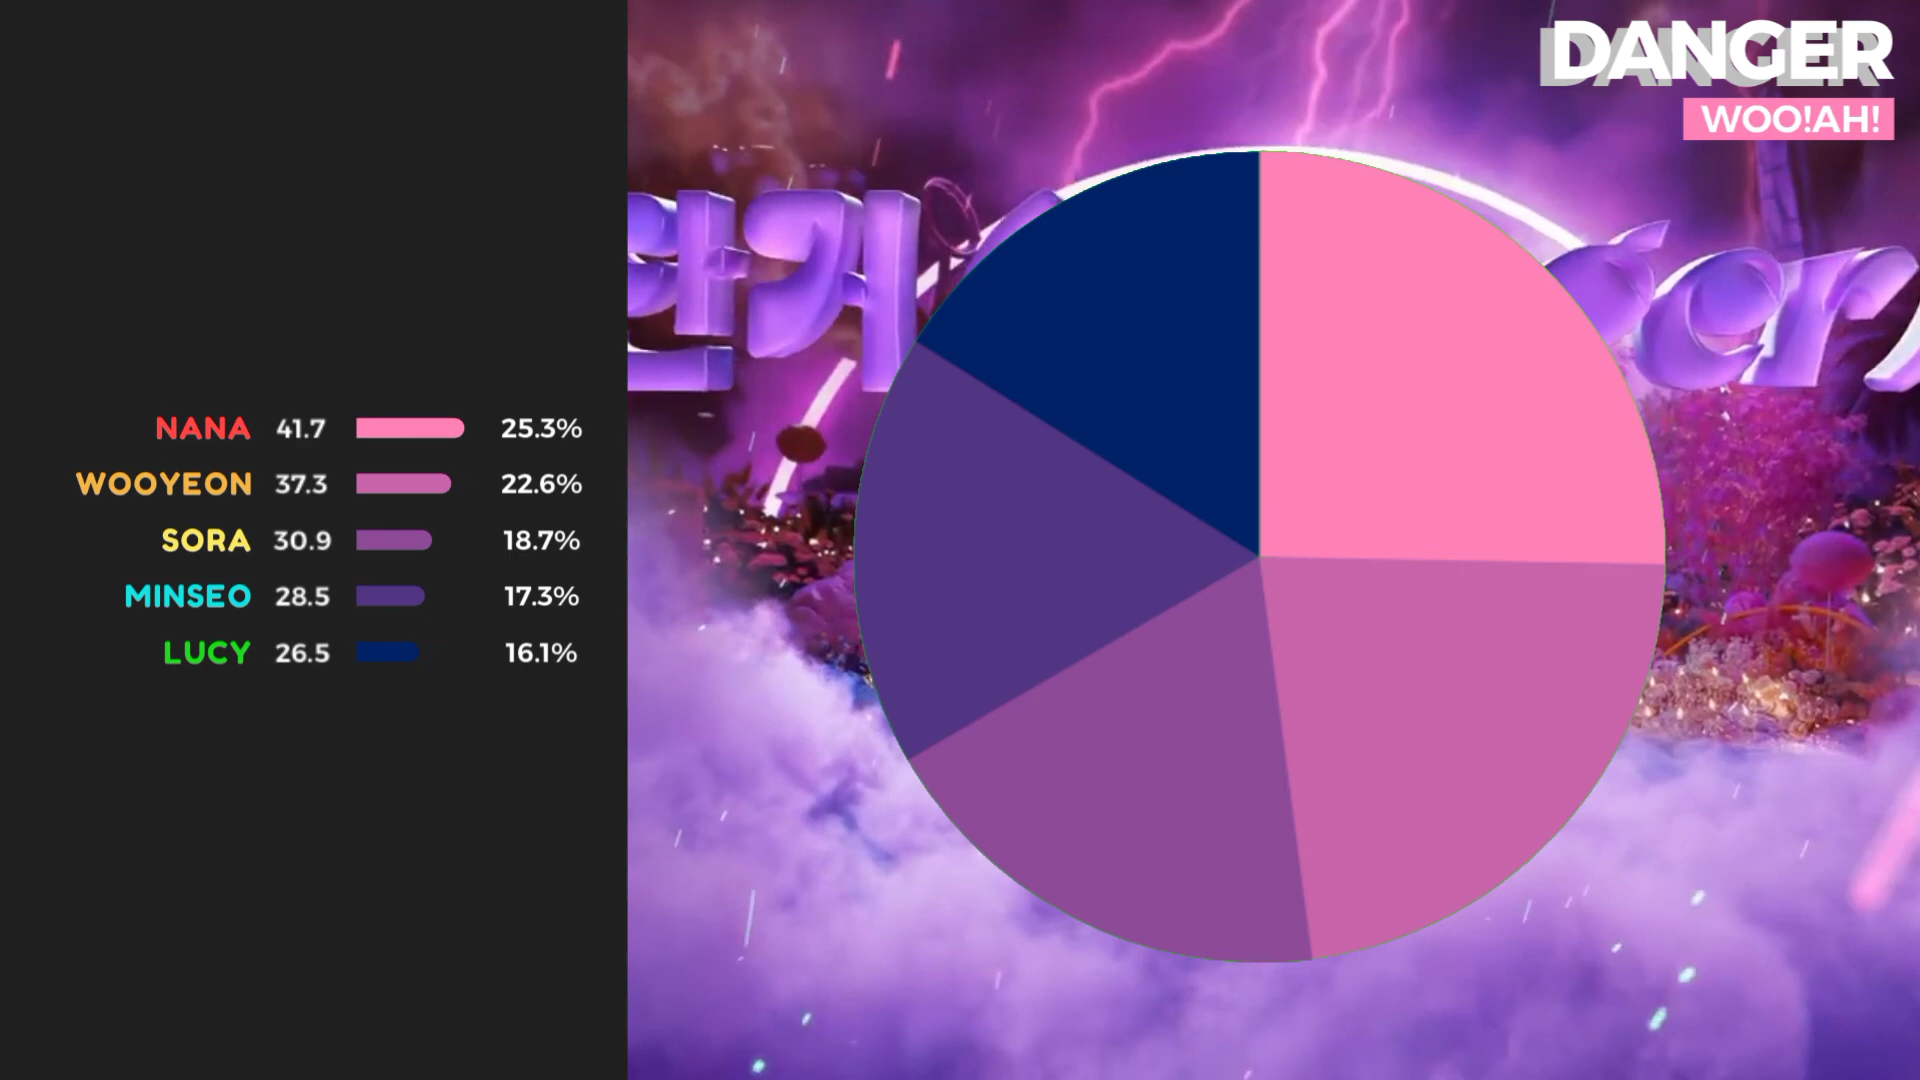 DANGER
WOO!AH!
NANA 41.7 25.3%
WOOYEON 37.3 22.6%
SORA 30.9 18.7%
MINSEO 28.5 17.3%
LUCY 26.5 16.1%